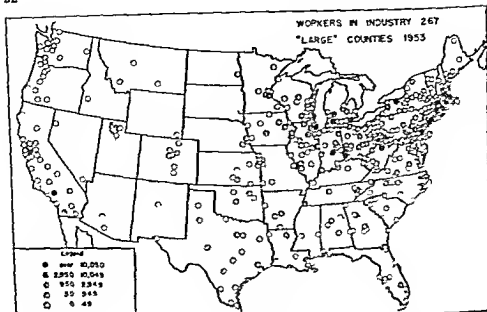 WORKERS IN INDUSTRY 267
"LARGE" COUNTIES 1953
Legend
over 10,050
2,950 10,049
950 2,949
50 949
0 49